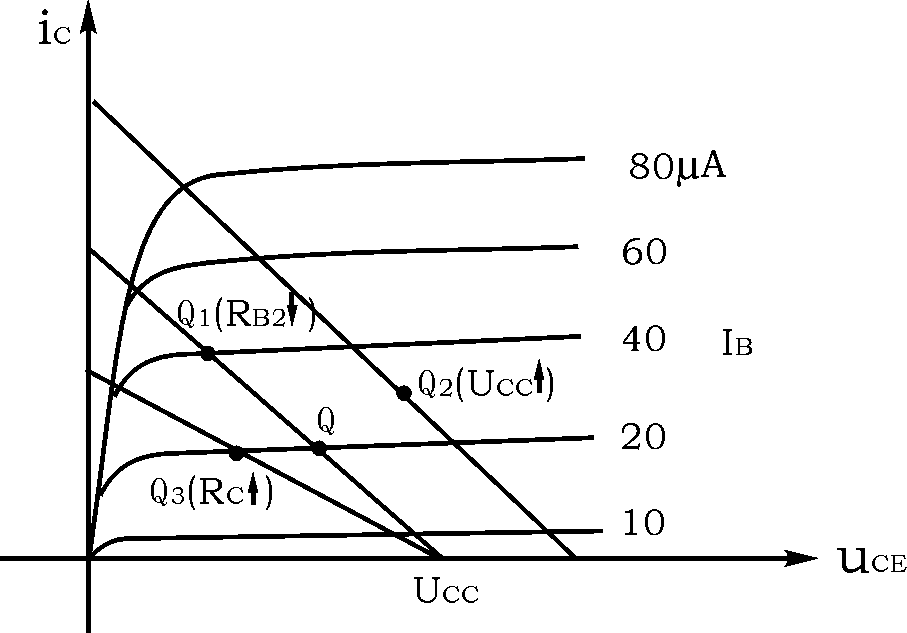 iC
80µA
60
Q1(RB2↓)
40 IB
Q2(UCC↑)
Q
20
Q3(RC↑)
10
uCE
UCC